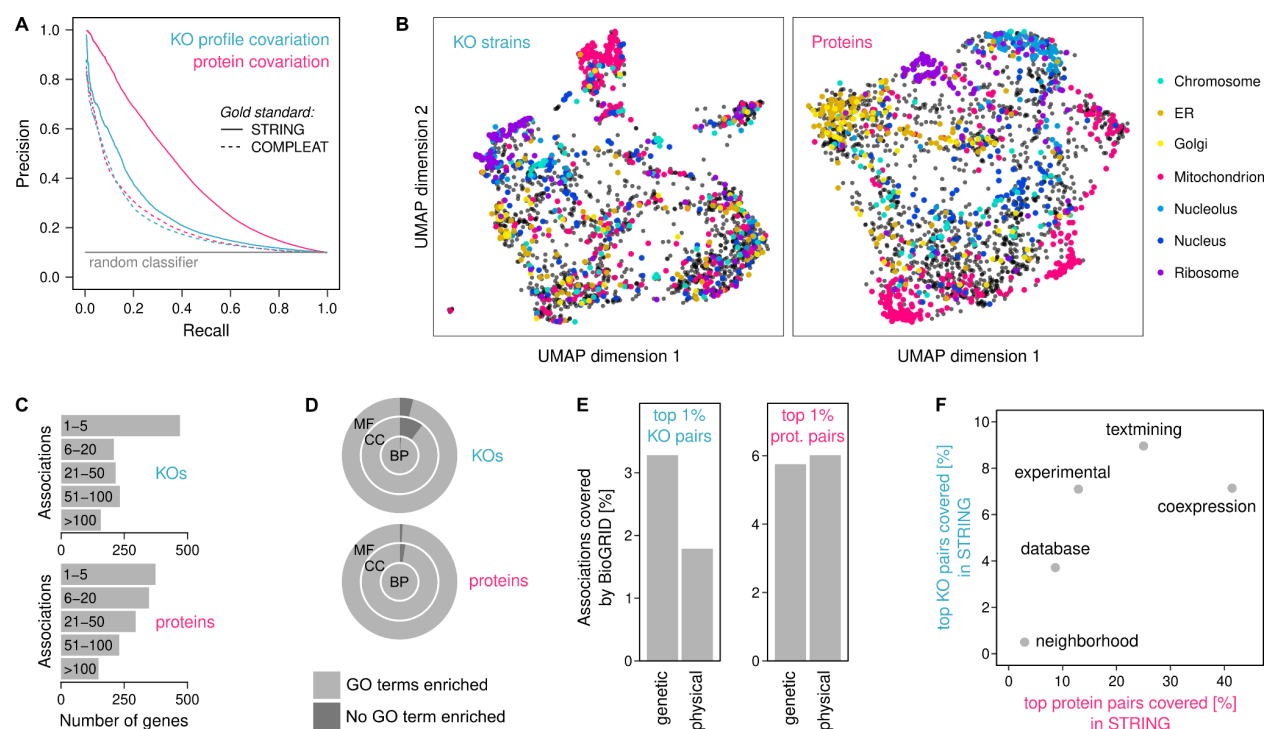 A
Precision
1.0
0.8
0.6
0.4
0.2
0.0
KO profile covariation
protein covariation
Gold standard:
STRING
COMPLEAT
random classifier
0.0
0.2
0.4
0.6
0.8
1.0
Recall
B
UMAP dimension 2
KO strains
UMAP dimension 1
Proteins
UMAP dimension 1
Chromosome
ER
Golgi
Mitochondrion
Nucleolus
Nucleus
Ribosome
C
Associations
1−5
6−20
21−50
51−100
>100
KOs
0
250
500
Associations
1−5
6−20
21−50
51−100
>100
proteins
0
250
500
Number of genes
D
MF
CC
BP
KOs
MF
CC
BP
proteins
GO terms enriched
No GO term enriched
E
Associations covered
by BioGRID [%]
top 1%
KO pairs
3
2
1
0
genetic
physical
top 1%
prot. pairs
6
4
2
0
genetic
physical
F
top KO pairs covered [%]
in STRING
10
8
6
4
2
0
textmining
experimental
coexpression
database
neighborhood
0
10
20
30
40
top protein pairs covered [%]
in STRING